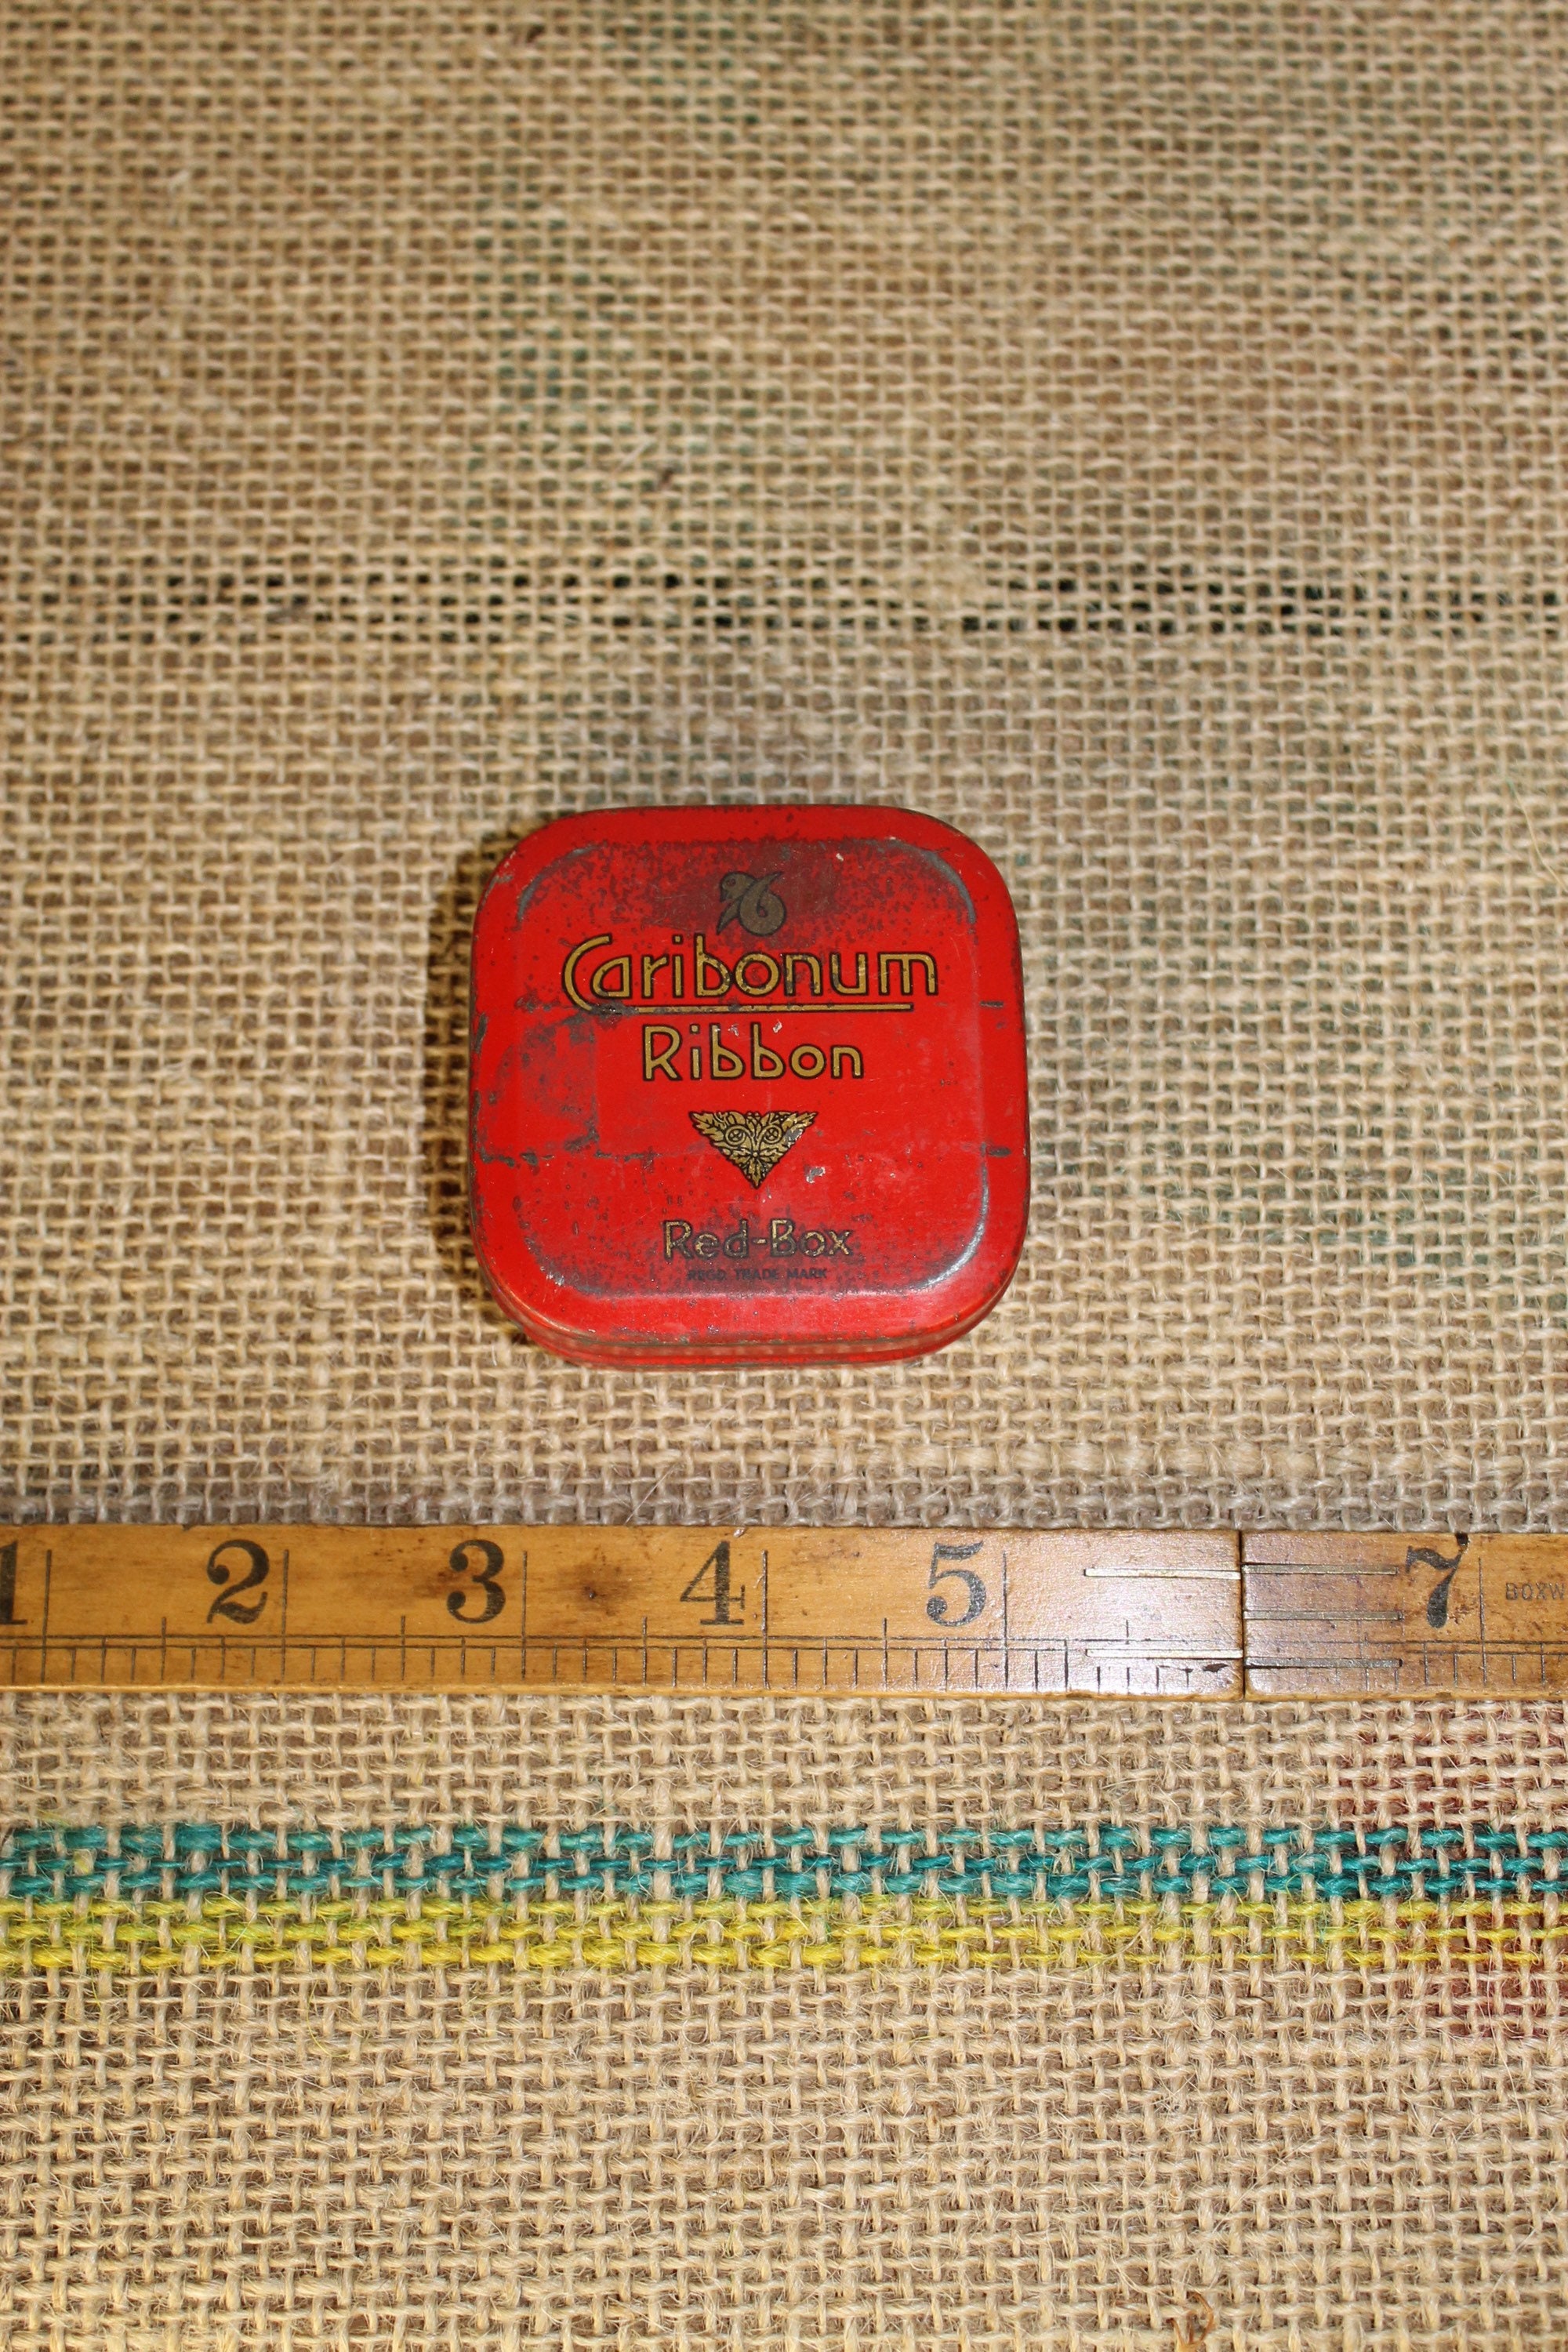 Caribonum
Ribbon
Red-Box
REGD. TRADE MARK
1 2 3 4 5 7